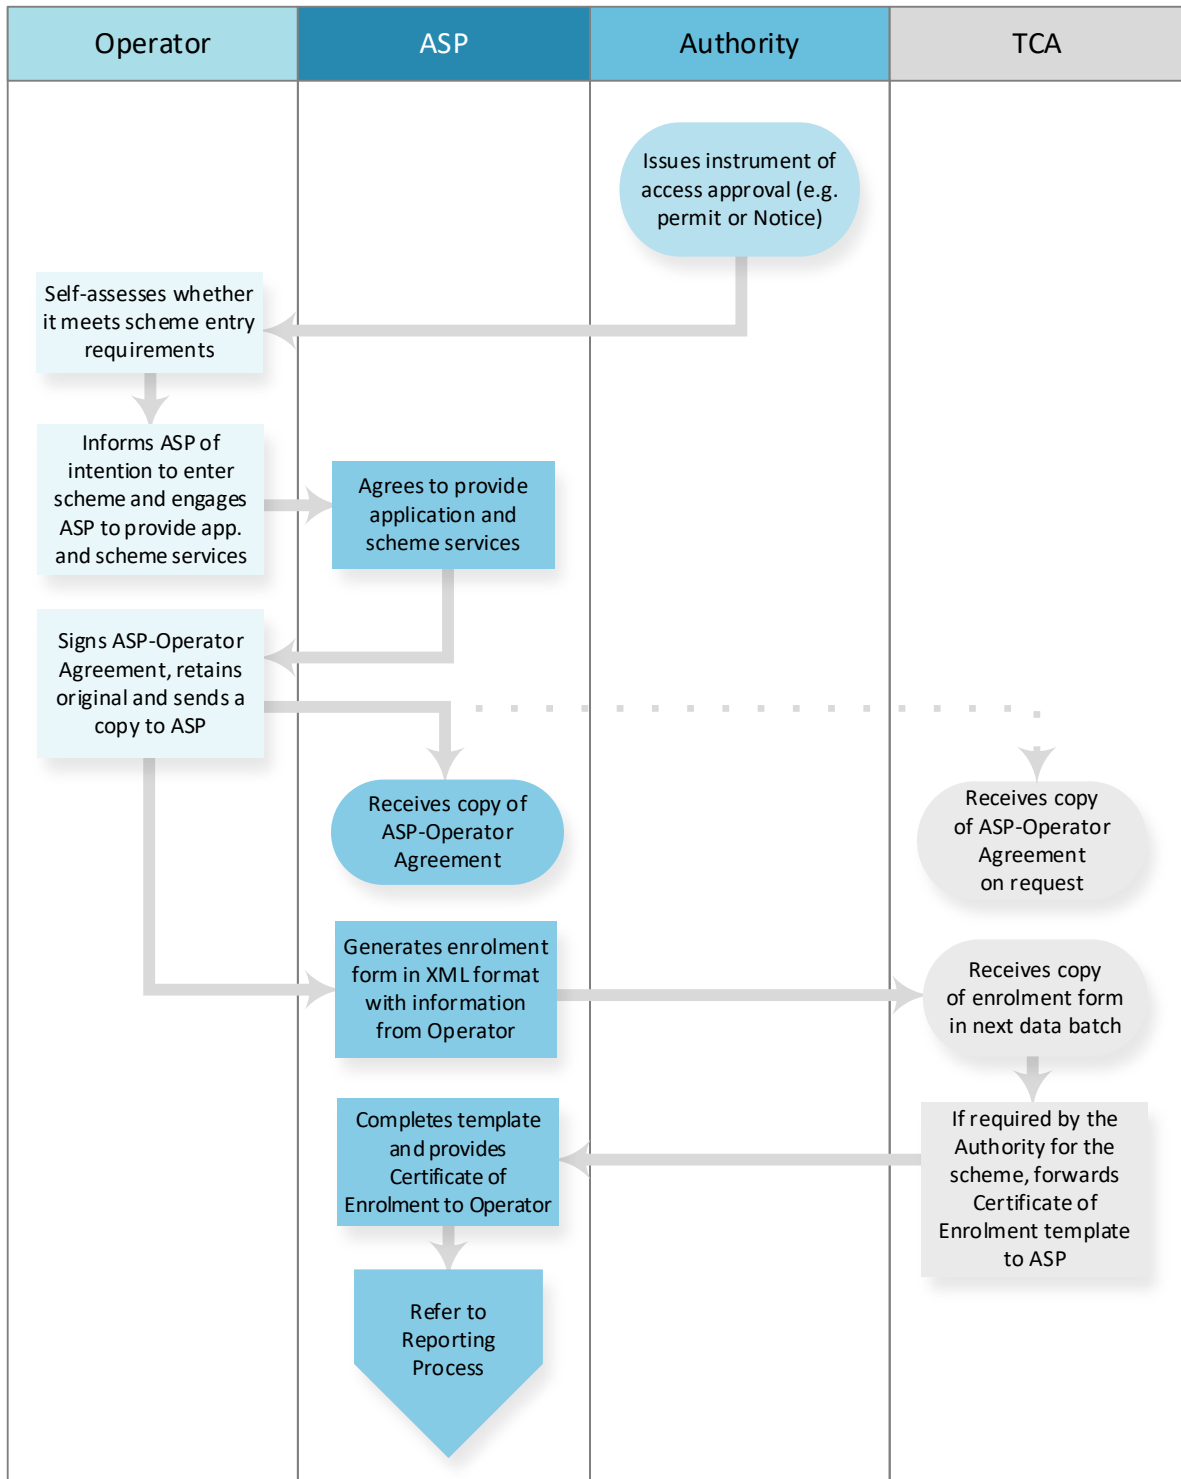 Operator
ASP
Authority
TCA
Issues instrument of
access approval (e.g.
permit or Notice)
Self-assesses whether
it meets scheme entry
requirements
Informs ASP of
intention to enter
scheme and engages
ASP to provide app.
and scheme services
Agrees to provide
application and
scheme services
Signs ASP-Operator
Agreement, retains
original and sends a
copy to ASP
Receives copy of
ASP-Operator
Agreement
Receives copy
of ASP-Operator
Agreement
on request
Generates enrolment
form in XML format
with information
from Operator
Receives copy
of enrolment form
in next data batch
If required by the
Authority for the
scheme, forwards
Certificate of
Enrolment template
to ASP
Completes template
and provides
Certificate of
Enrolment to Operator
Refer to
Reporting
Process